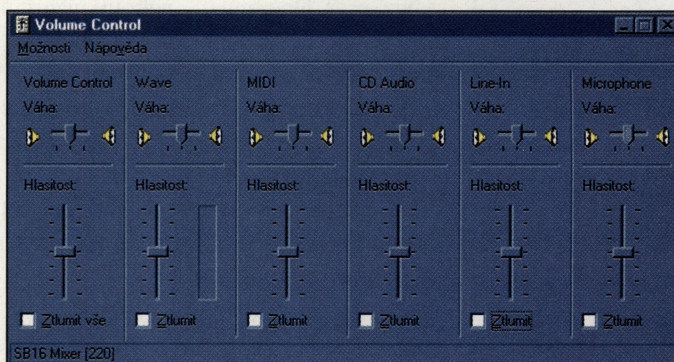 Volume Control
Možnosti Nápověda
Volume Control Wave MIDI CD Audio Line-In Microphone
Váha: Váha: Váha: Váha: Váha: Váha:
Hlasitost: Hlasitost: Hlasitost: Hlasitost: Hlasitost: Hlasitost:
Ztlumit vše Ztlumit Ztlumit Ztlumit Ztlumit Ztlumit
SB16 Mixer [220]